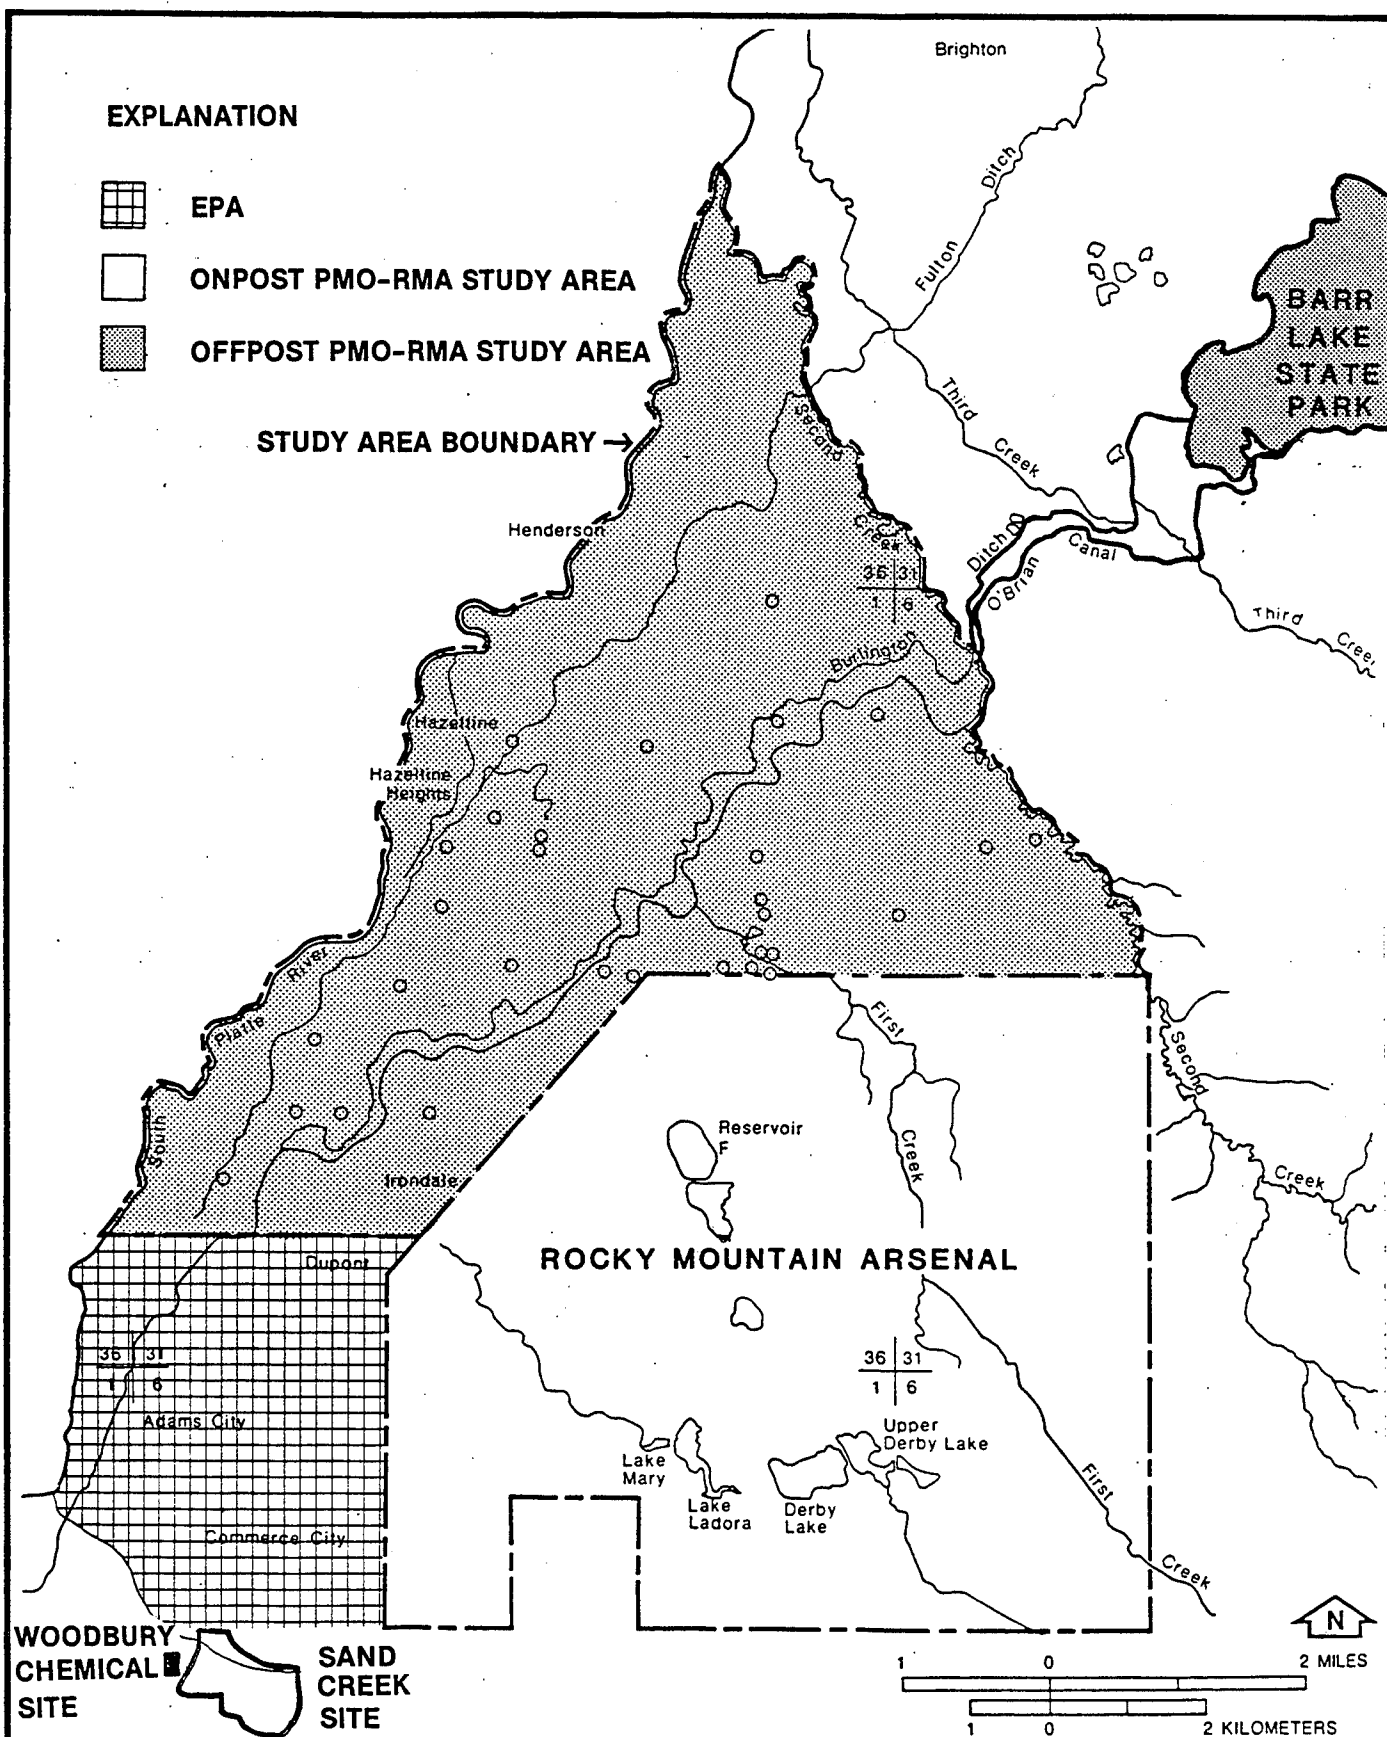 Brighton
EXPLANATION
EPA
ONPOST PMO-RMA STUDY AREA
OFFPOST PMO-RMA STUDY AREA
STUDY AREA BOUNDARY
Fulton Ditch
BARR
LAKE
STATE
PARK
Third Creek
Second Creek
Henderson
Ditch
O'Brian Canal
36 31
1 6
Third Creek
Burlington
Hazeltine
Hazeltine
Heights
South Platte River
First Creek
Second Creek
Reservoir
F
Irondale
ROCKY MOUNTAIN ARSENAL
Dupont
36 31
1 6
36 31
1 6
Adams City
Upper
Derby Lake
Lake
Mary
Lake
Ladora
Derby
Lake
First Creek
Commerce City
N
WOODBURY
CHEMICAL
SITE
SAND
CREEK
SITE
1 0 2 MILES
1 0 2 KILOMETERS